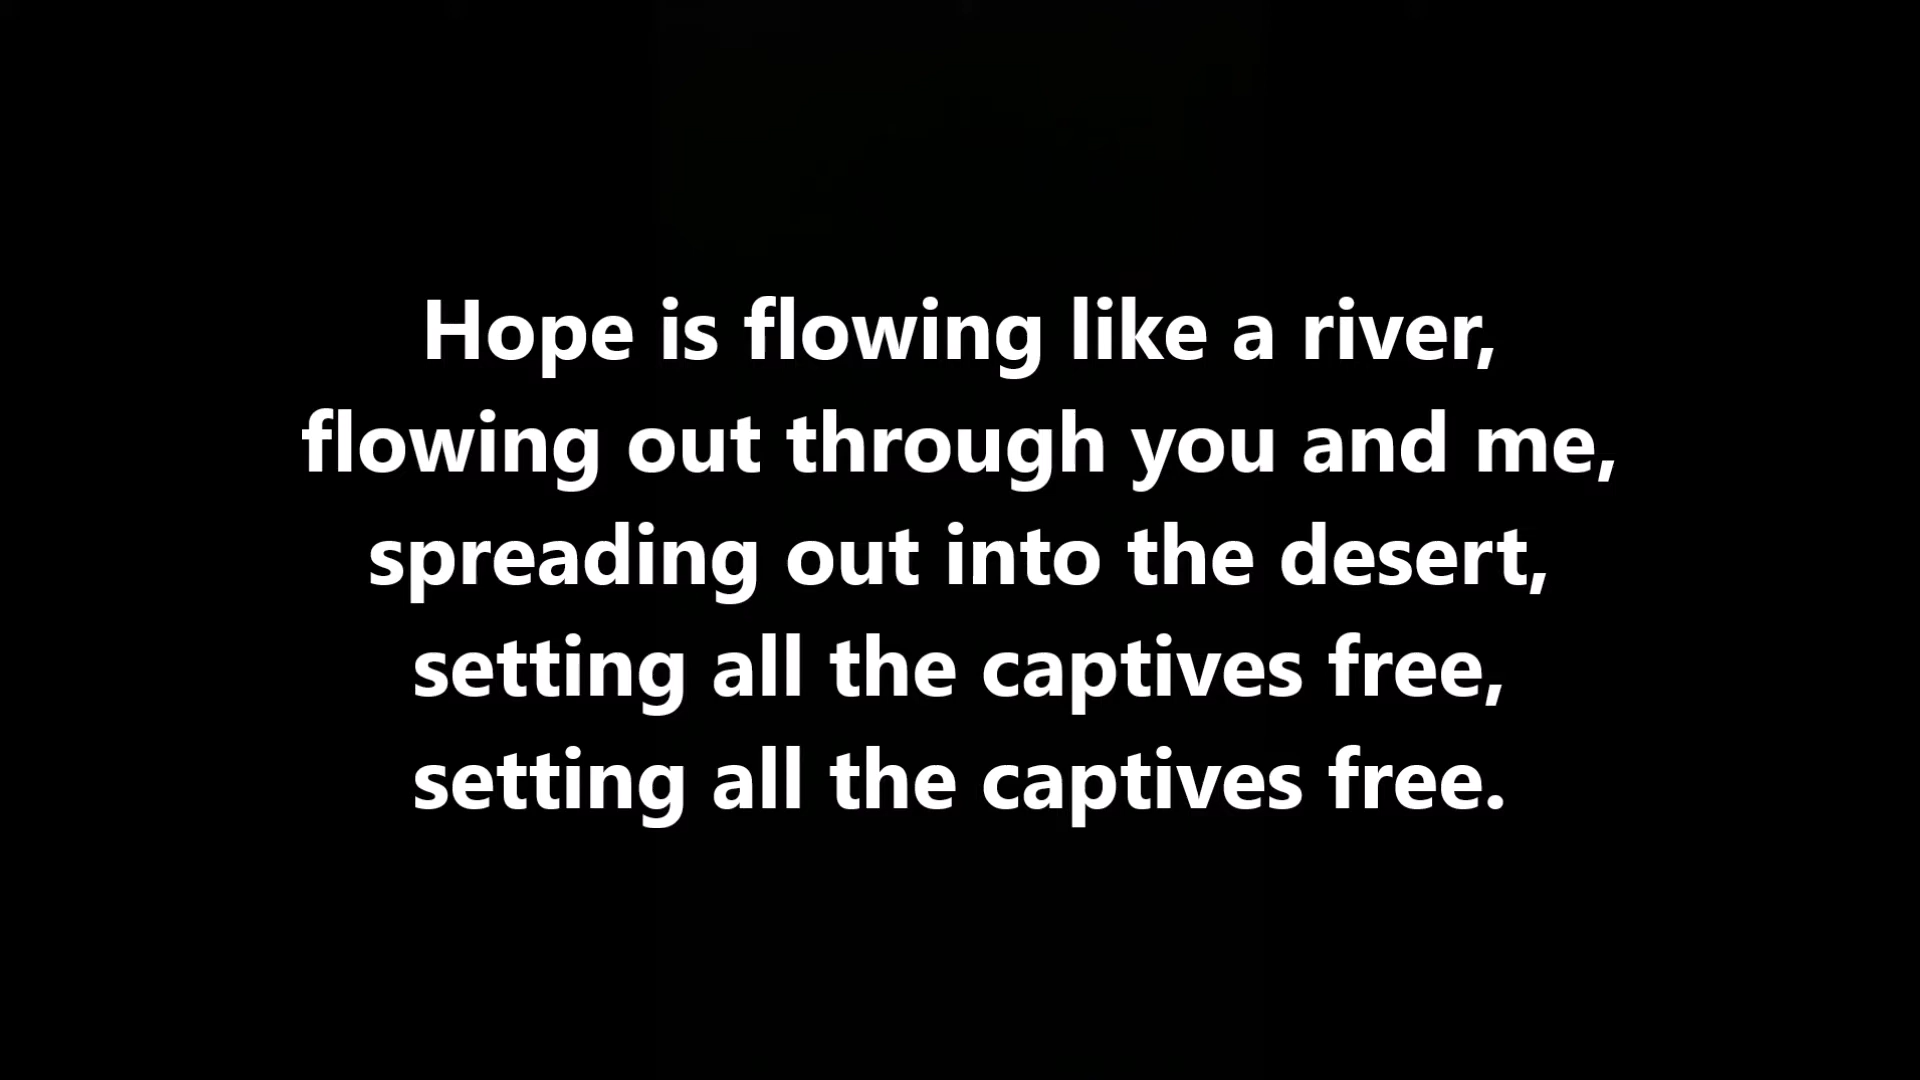 Hope is flowing like a river,
flowing out through you and me,
spreading out into the desert,
setting all the captives free,
setting all the captives free.